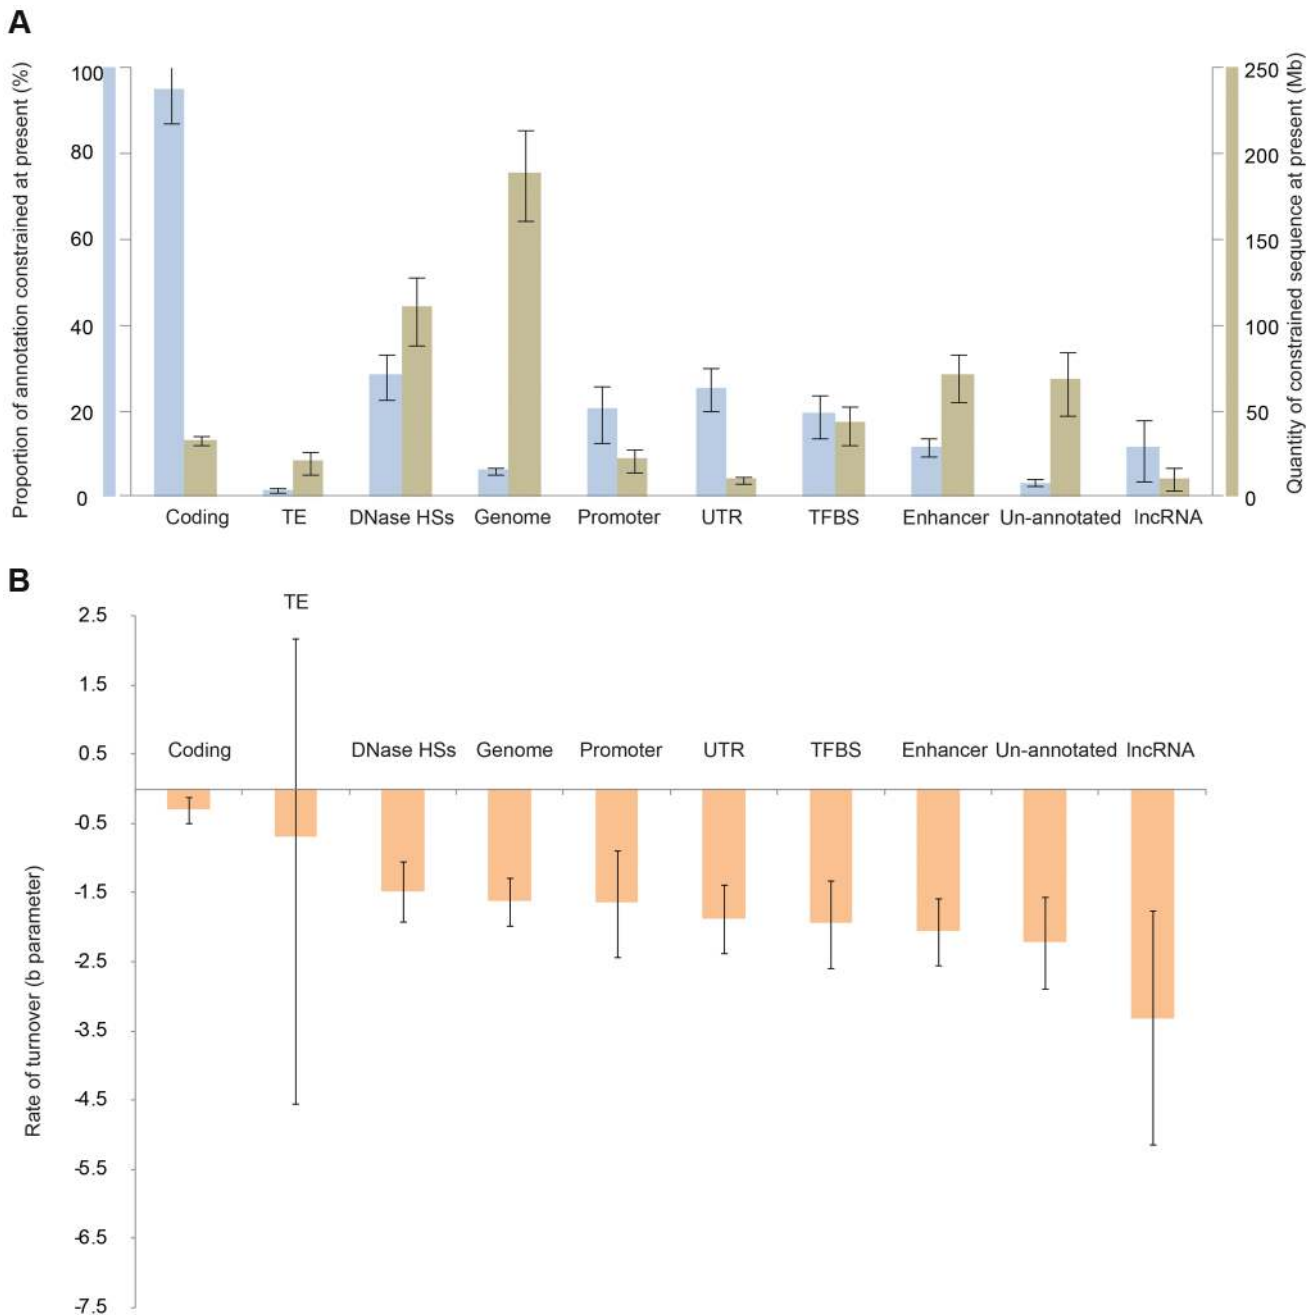 A
Proportion of annotation constrained at present (%)
100
80
60
40
20
0
250
200
150
100
50
0
Quantity of constrained sequence at present (Mb)
Coding TE DNase HSs Genome Promoter UTR TFBS Enhancer Un-annotated lncRNA
B
Rate of turnover (b parameter)
2.5
1.5
0.5
-0.5
-1.5
-2.5
-3.5
-4.5
-5.5
-6.5
-7.5
TE
Coding DNase HSs Genome Promoter UTR TFBS Enhancer Un-annotated lncRNA